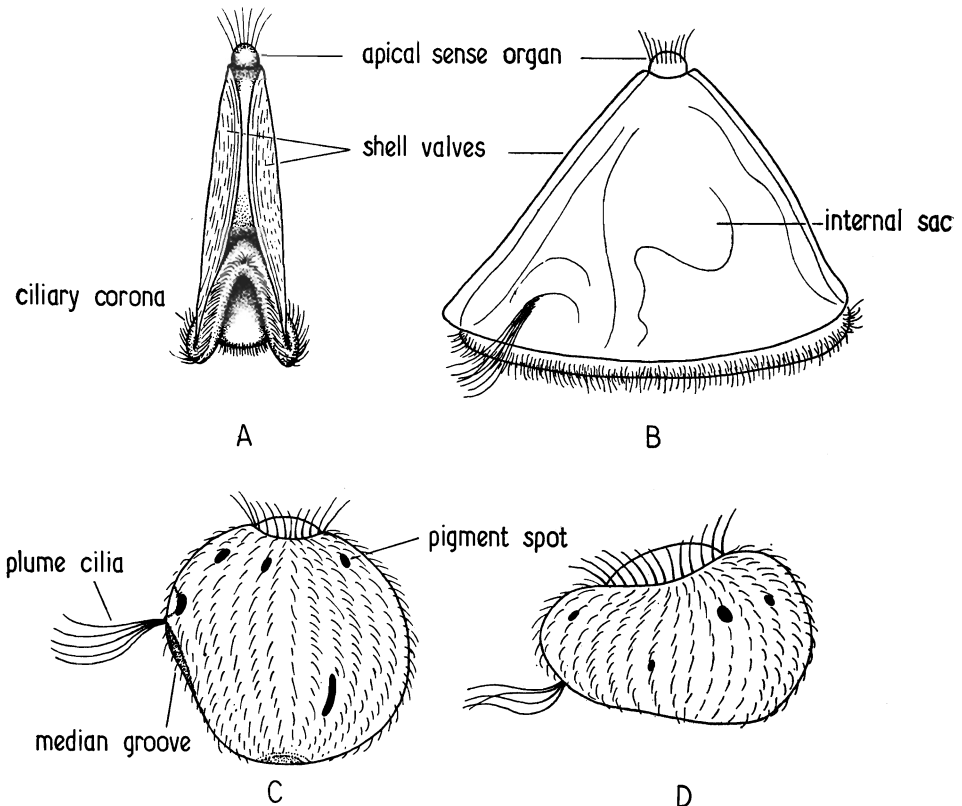 apical sense organ
shell valves
internal sac
ciliary corona
A
B
plume cilia
pigment spot
median groove
C
D